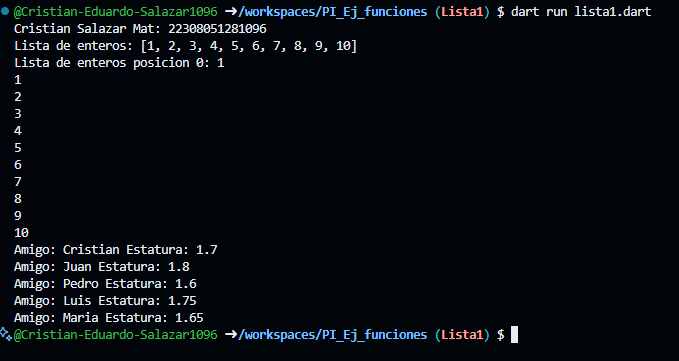 @Cristian-Eduardo-Salazar1096 ➜/workspaces/PI_Ej_funciones (Lista1) $ dart run lista1.dart
Cristian Salazar Mat: 22308051281096
Lista de enteros: [1, 2, 3, 4, 5, 6, 7, 8, 9, 10]
Lista de enteros posicion 0: 1
1
2
3
4
5
6
7
8
9
10
Amigo: Cristian Estatura: 1.7
Amigo: Juan Estatura: 1.8
Amigo: Pedro Estatura: 1.6
Amigo: Luis Estatura: 1.75
Amigo: Maria Estatura: 1.65
@Cristian-Eduardo-Salazar1096 ➜/workspaces/PI_Ej_funciones (Lista1) $